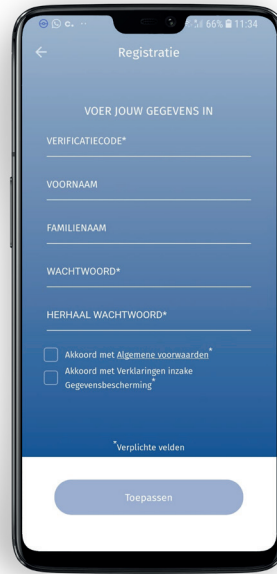 66% 11:34
Registratie
VOER JOUW GEGEVENS IN
VERIFICATIECODE*
VOORNAAM
FAMILIENAAM
WACHTWOORD*
HERHAAL WACHTWOORD*
Akkoord met Algemene voorwaarden*
Akkoord met Verklaringen inzake
Gegevensbescherming*
*Verplichte velden
Toepassen